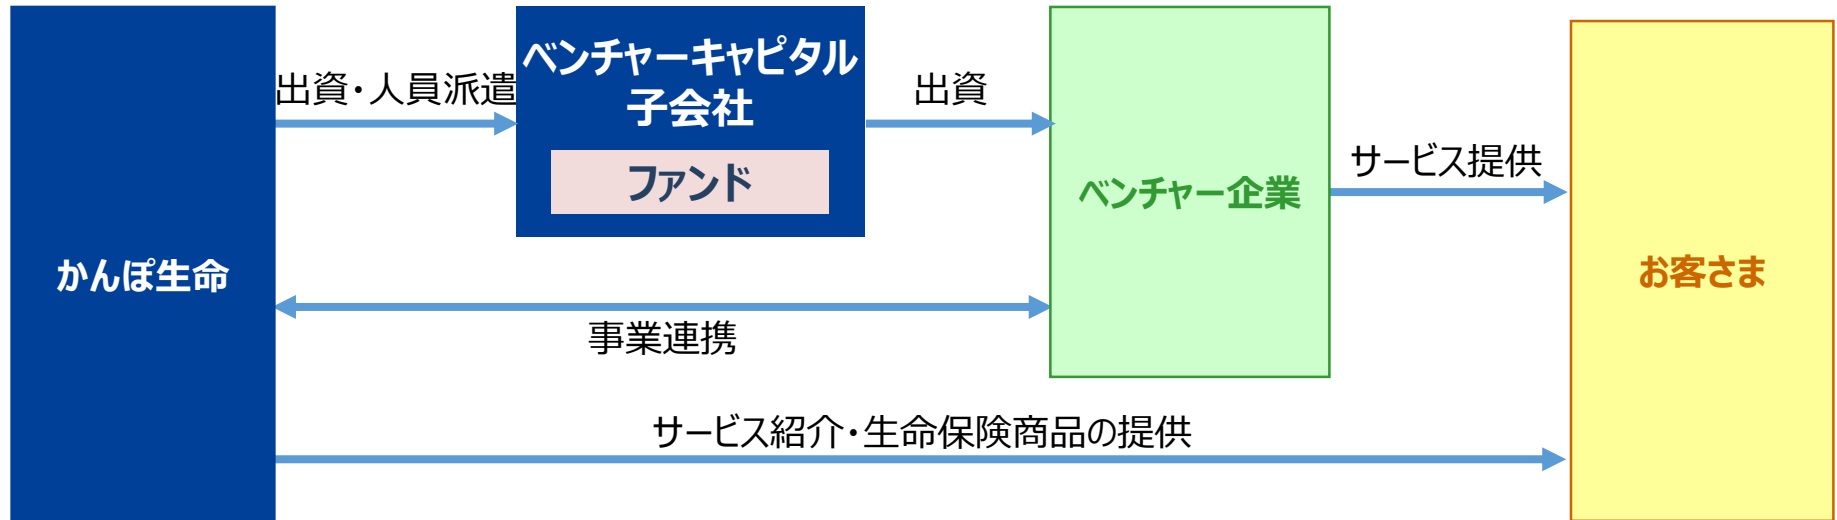 かんぽ生命
出資・人員派遣
ベンチャーキャピタル
子会社
ファンド
出資
ベンチャー企業
サービス提供
お客さま
事業連携
サービス紹介・生命保険商品の提供